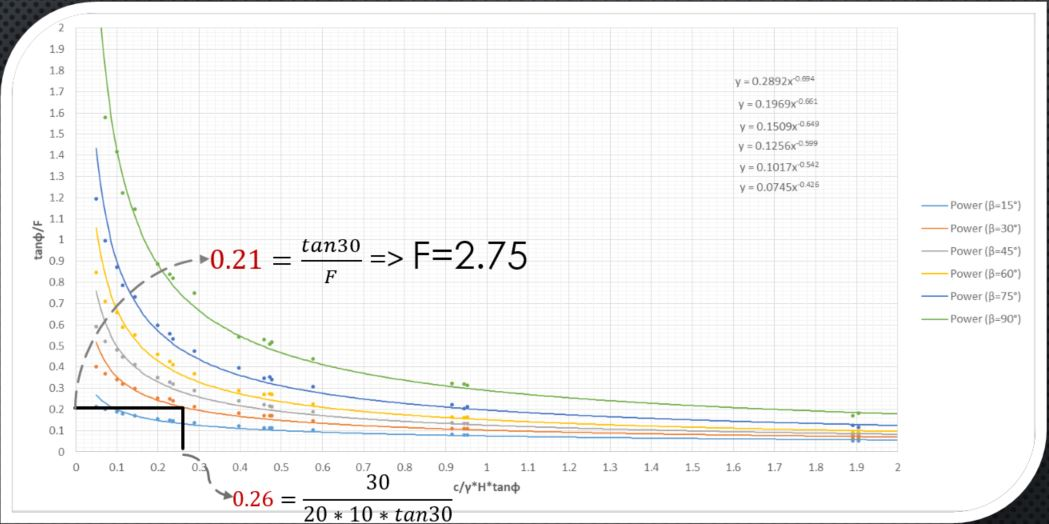 2
1.9
1.8
1.7
1.6
1.5
1.4
1.3
1.2
1.1
1
0.9
0.8
0.7
0.6
0.5
0.4
0.3
0.2
0.1
0
tanϕ/F
y = 0.2892x^-0.694
y = 0.1969x^-0.661
y = 0.1509x^-0.649
y = 0.1256x^-0.599
y = 0.1017x^-0.542
y = 0.0745x^-0.426
0.21 = tan30/F => F=2.75
Power (β=15°)
Power (β=30°)
Power (β=45°)
Power (β=60°)
Power (β=75°)
Power (β=90°)
0 0.1 0.2 0.3 0.4 0.5 0.6 0.7 0.8 0.9 1 1.1 1.2 1.3 1.4 1.5 1.6 1.7 1.8 1.9 2
c/γ*H*tanϕ
0.26 = 30/20 * 10 * tan30